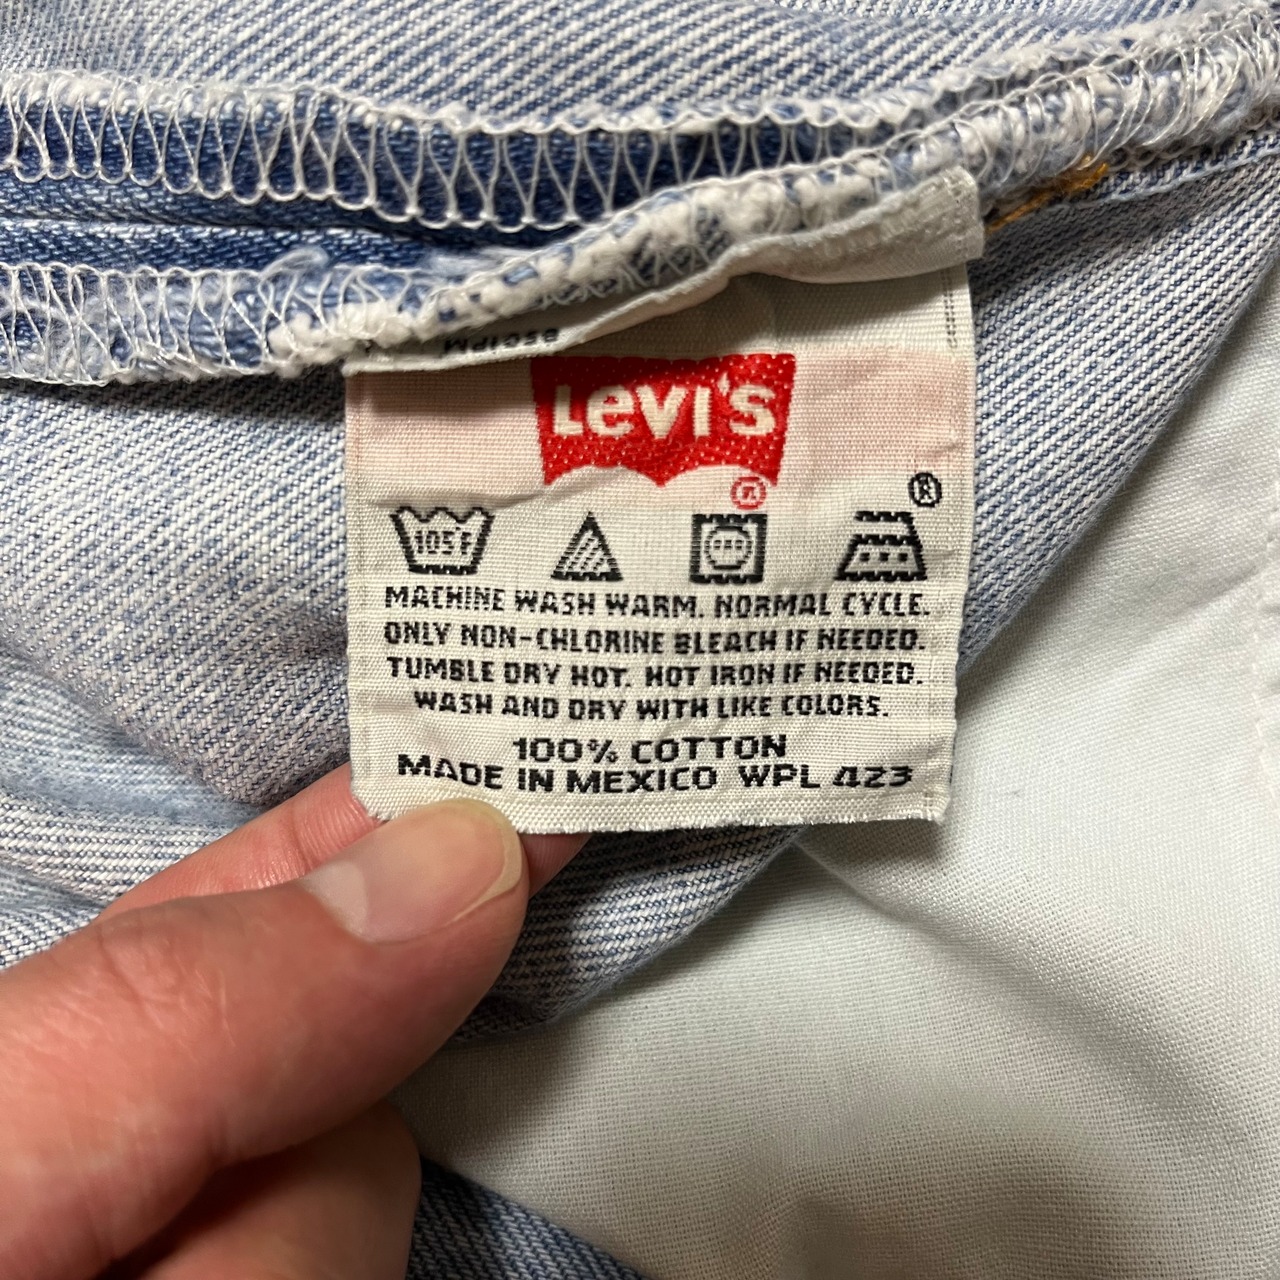 Levi's
®
®
105F
MACHINE WASH WARM. NORMAL CYCLE.
ONLY NON-CHLORINE BLEACH IF NEEDED.
TUMBLE DRY HOT. HOT IRON IF NEEDED.
WASH AND DRY WITH LIKE COLORS.
100% COTTON
MADE IN MEXICO WPL 423